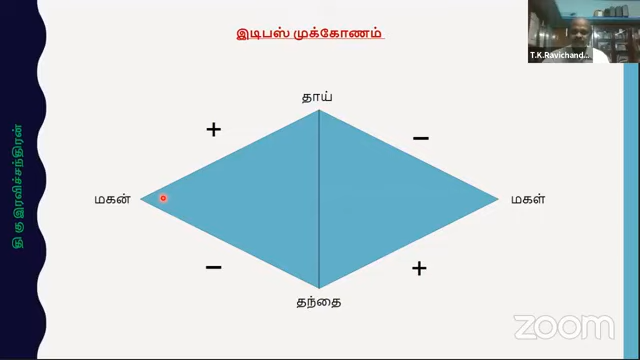 இடிபஸ் முக்கோணம்
T.K.Ravichand...
தாய்
+
−
மகன்
மகள்
−
+
தந்தை
தி கு இரவிச்சந்திரன்
zoom